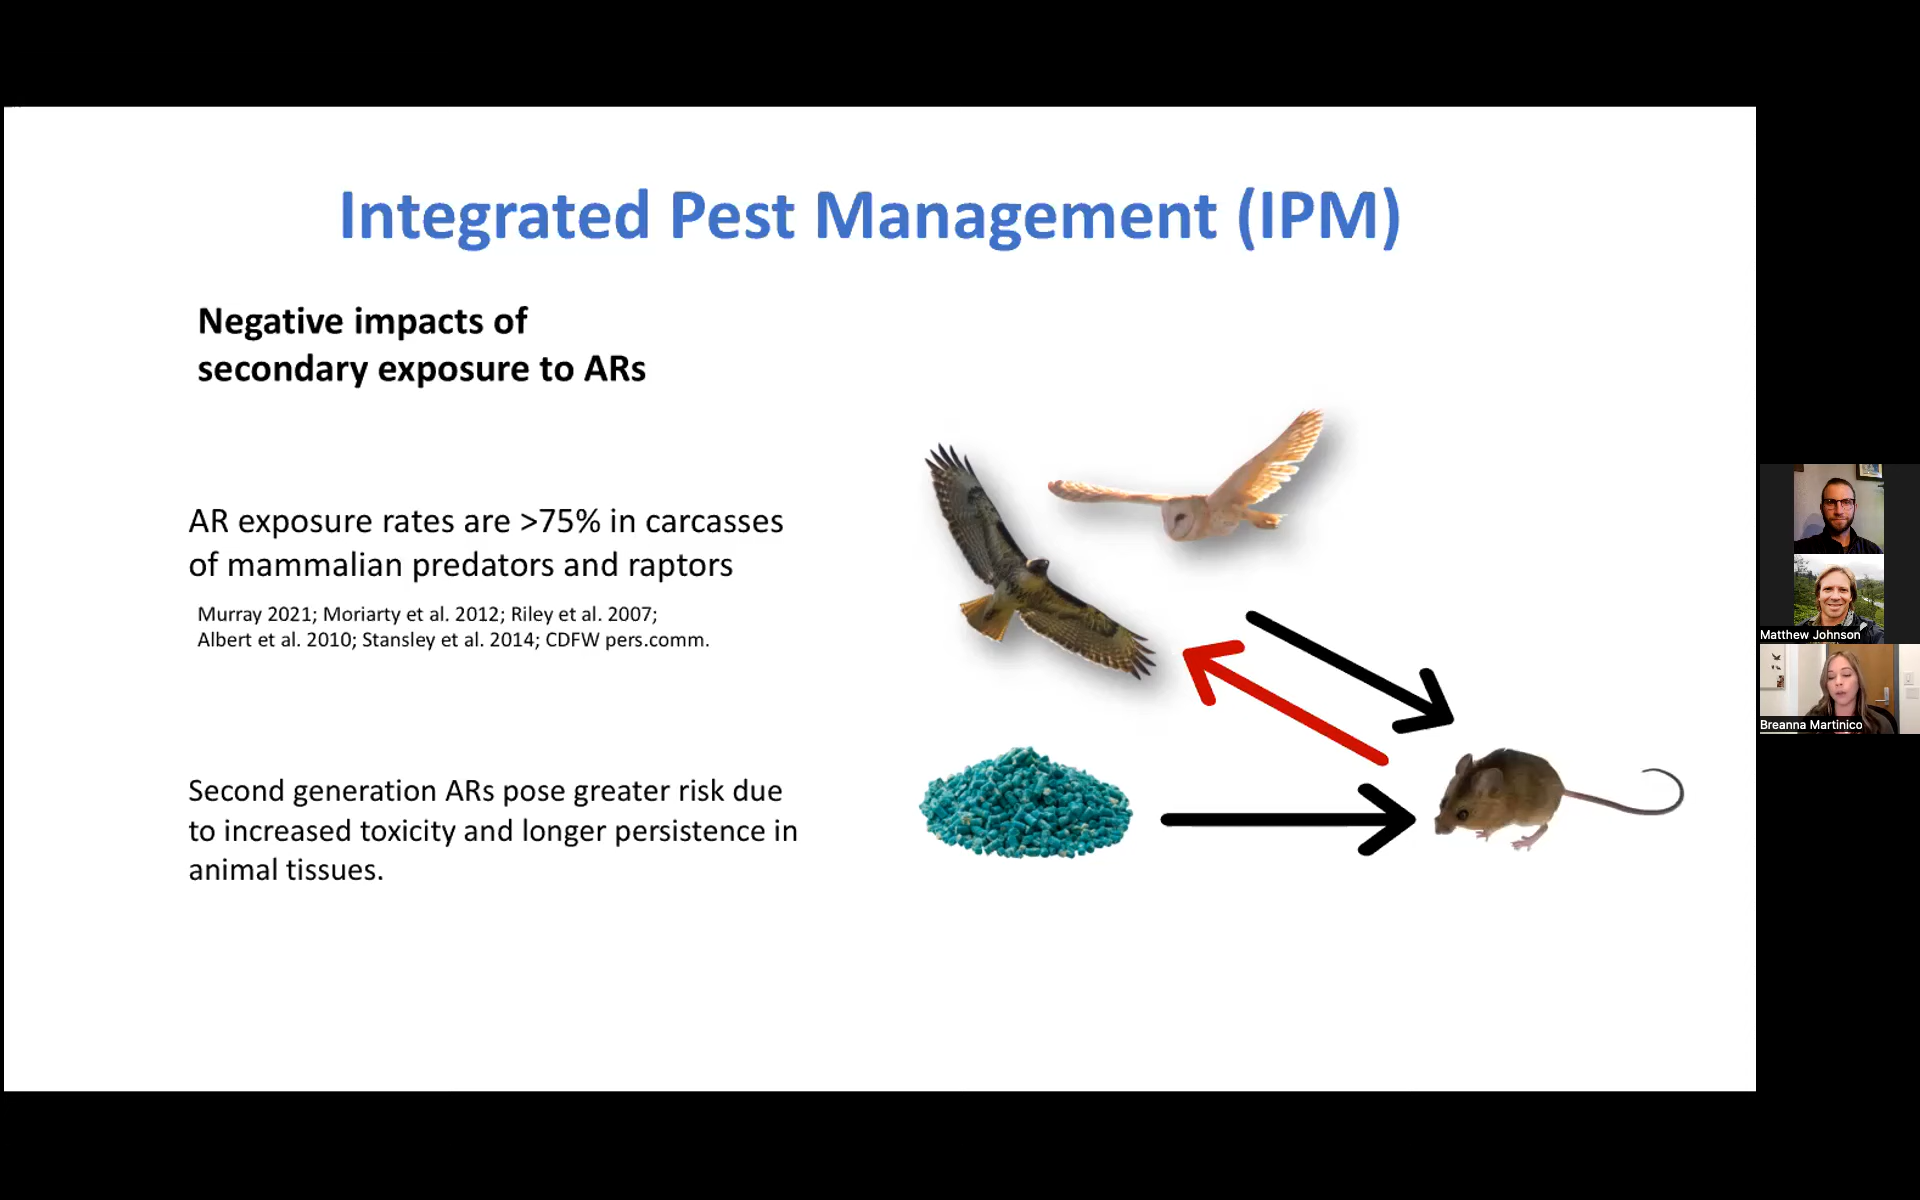 Integrated Pest Management (IPM)
Negative impacts of
secondary exposure to ARs
AR exposure rates are >75% in carcasses
of mammalian predators and raptors
Murray 2021; Moriarty et al. 2012; Riley et al. 2007;
Albert et al. 2010; Stansley et al. 2014; CDFW pers.comm.
Second generation ARs pose greater risk due
to increased toxicity and longer persistence in
animal tissues.
Matthew Johnson
Breanna Martinico